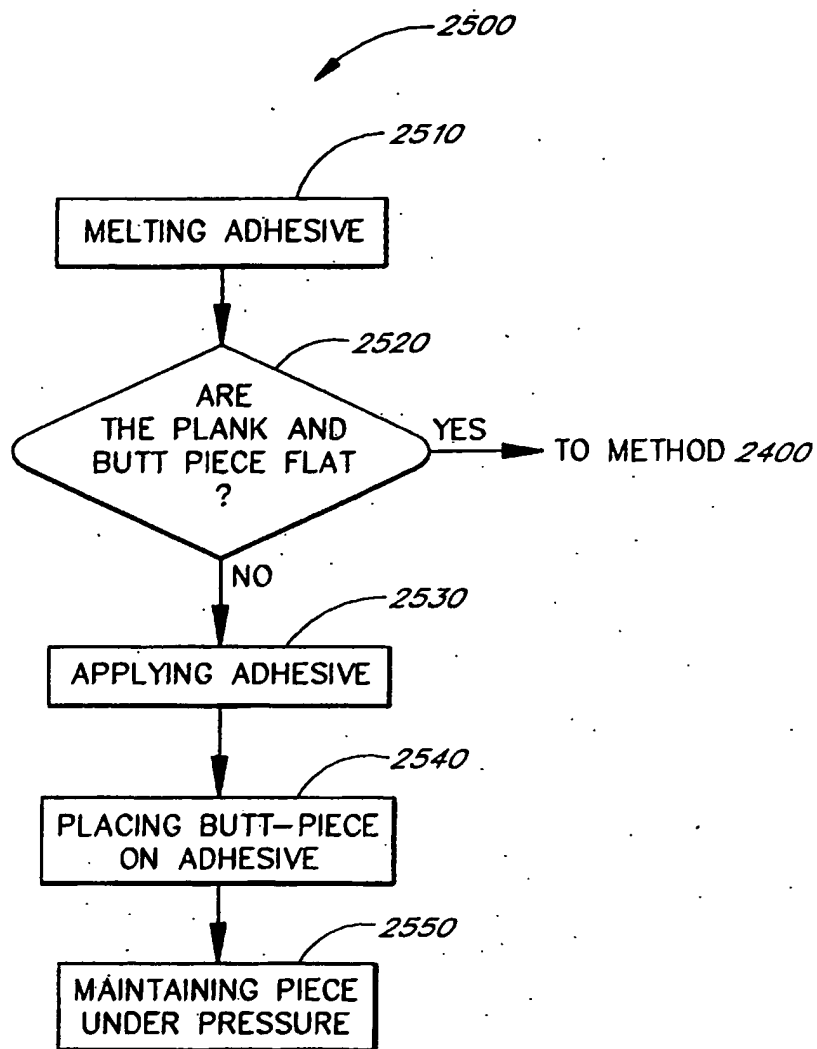 2500
2510
MELTING ADHESIVE
2520
ARE
THE PLANK AND
BUTT PIECE FLAT
?
YES
TO METHOD 2400
NO
2530
APPLYING ADHESIVE
2540
PLACING BUTT-PIECE
ON ADHESIVE
2550
MAINTAINING PIECE
UNDER PRESSURE